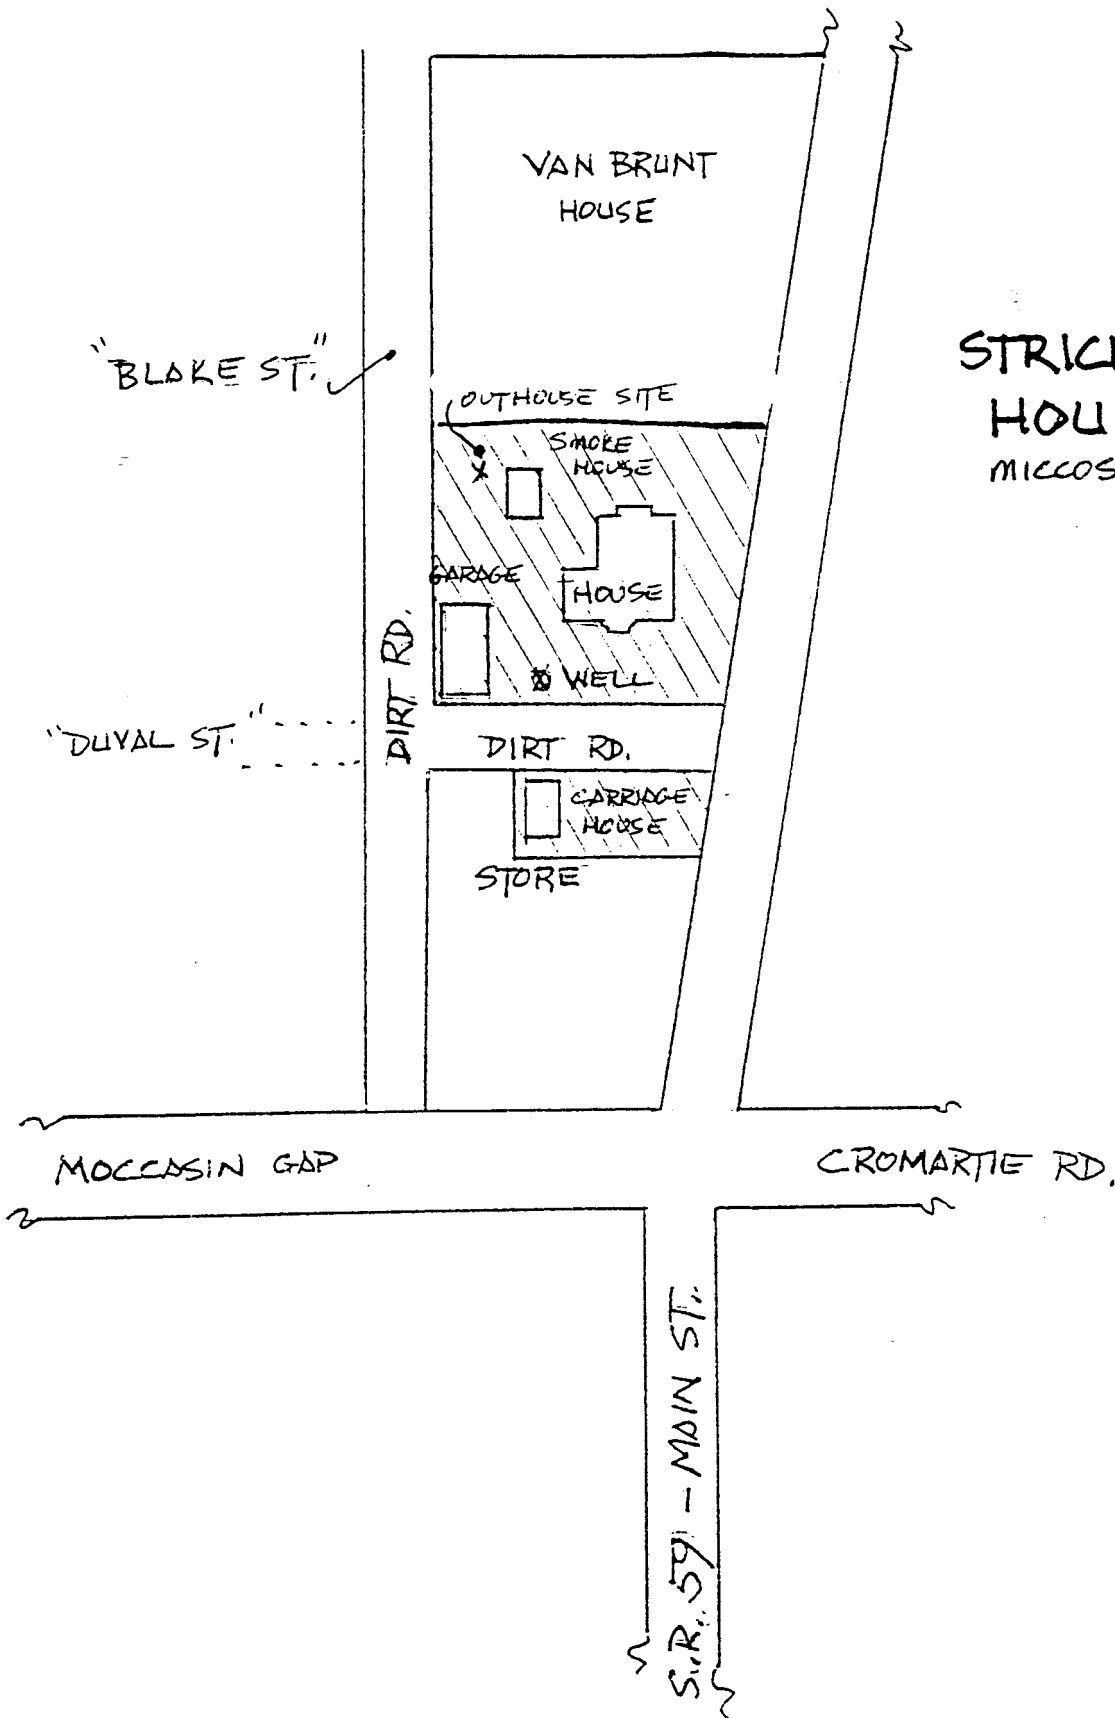 VAN BRUNT
HOUSE
"BLAKE ST."
STRICK
HOU
MICCOS
OUTHOUSE SITE
X
SMOKE
HOUSE
GARAGE
HOUSE
WELL
DIRT RD.
"DUVAL ST."
DIRT RD.
CARRIAGE
HOUSE
STORE
MOCCASIN GAP
CROMARTIE RD.
S.R. 59 - MAIN ST.